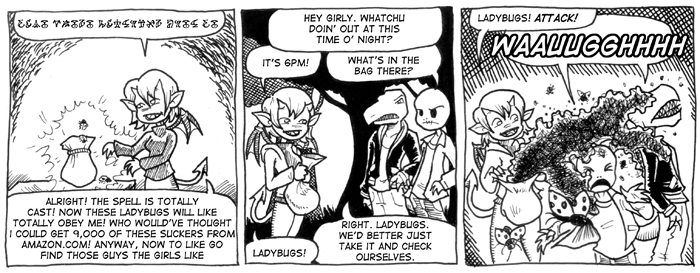 ALRIGHT! THE SPELL IS TOTALLY
CAST! NOW THESE LADYBUGS WILL LIKE
TOTALLY OBEY ME! WHO WOULD'VE THOUGHT
I COULD GET 9,000 OF THESE SUCKERS FROM
AMAZON.COM! ANYWAY, NOW TO LIKE GO
FIND THOSE GUYS THE GIRLS LIKE
HEY GIRLY. WHATCHU
DOIN' OUT AT THIS
TIME O' NIGHT?
IT'S 6PM!
WHAT'S IN THE
BAG THERE?
LADYBUGS!
RIGHT. LADYBUGS.
WE'D BETTER JUST
TAKE IT AND CHECK
OURSELVES.
LADYBUGS! ATTACK!
WAAUUGGHHHH